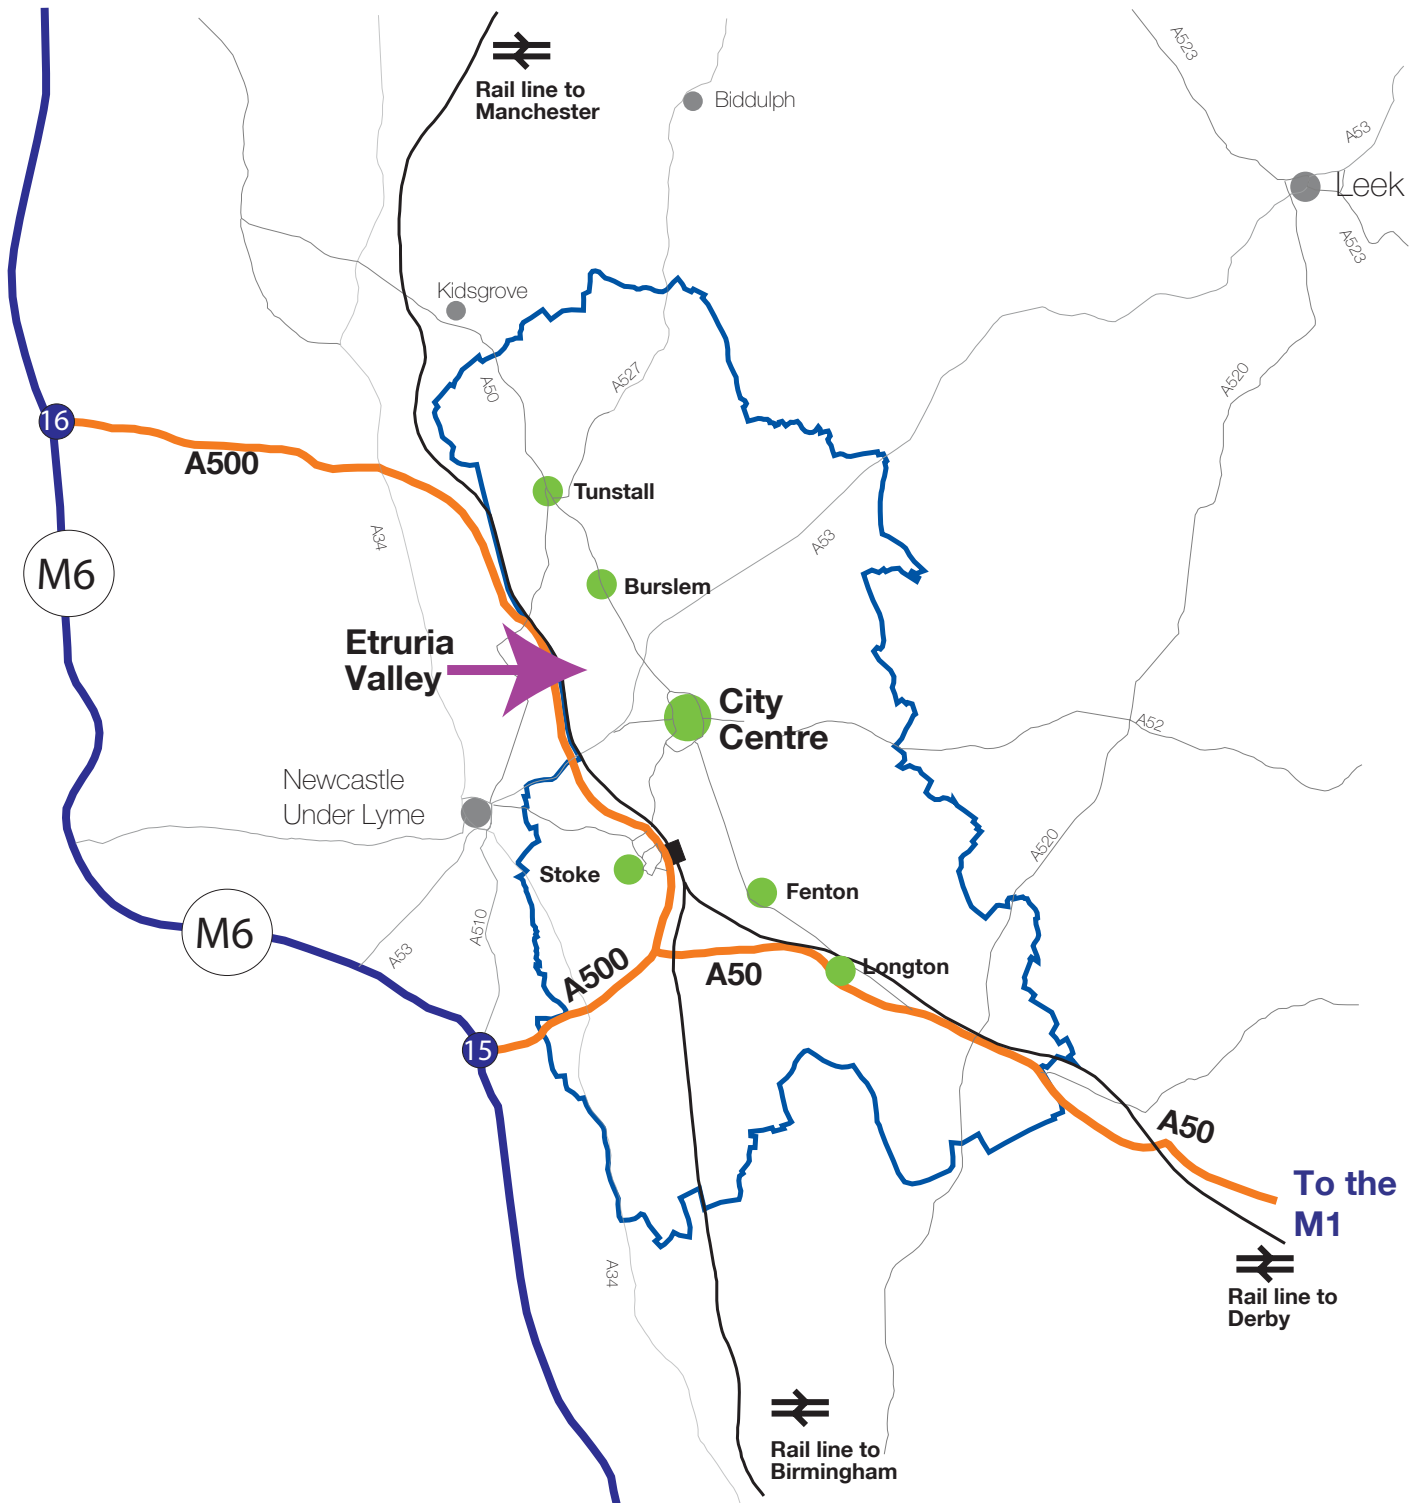 Rail line to
Manchester
Biddulph
A523
A53
Leek
A523
Kidsgrove
A50
A527
A520
16
A500
Tunstall
A34
A53
M6
Burslem
Etruria
Valley
City
Centre
A52
Newcastle
Under Lyme
A520
Stoke
Fenton
M6
A53
A510
A500
A50
Longton
15
A50
To the
M1
A34
Rail line to
Derby
Rail line to
Birmingham